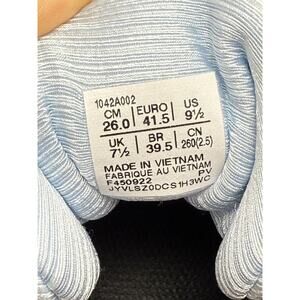 1042A002
CM EURO US
26.0 41.5 9½
UK BR CN
7½ 39.5 260(2.5)
MADE IN VIETNAM
FABRIQUE AU VIETNAM
F450922 PV
JYVLSZ0DCS1H3WC